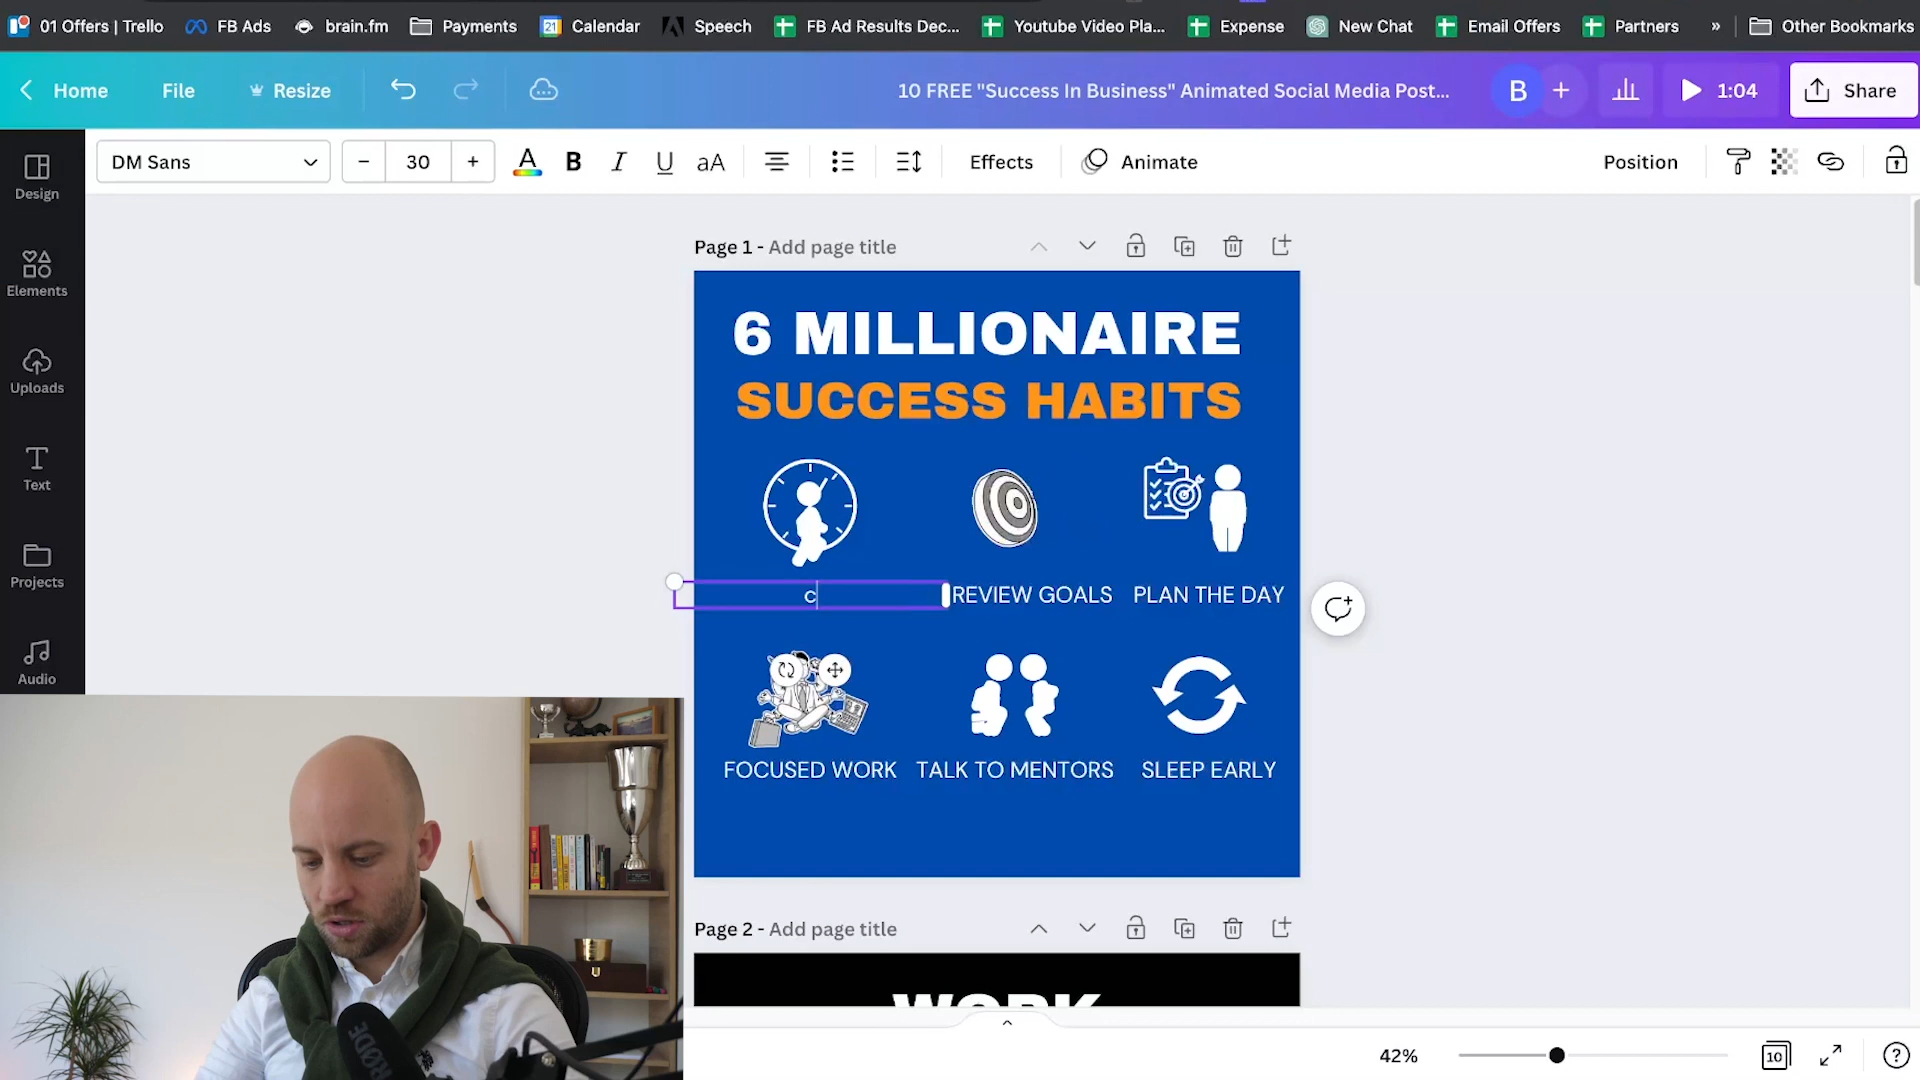 01 Offers | Trello FB Ads brain.fm Payments 21 Calendar Speech FB Ad Results Dec... Youtube Video Pla... Expense New Chat Email Offers Partners » Other Bookmarks
Home File Resize 10 FREE "Success In Business" Animated Social Media Post... B + 1:04 Share
DM Sans − 30 + A B I U aA Effects Animate Position
Design
Elements
Uploads
Text
Projects
Audio
Page 1 - Add page title
6 MILLIONAIRE
SUCCESS HABITS
C REVIEW GOALS PLAN THE DAY
FOCUSED WORK TALK TO MENTORS SLEEP EARLY
Page 2 - Add page title
WORK
RØDE
42% 10 ?